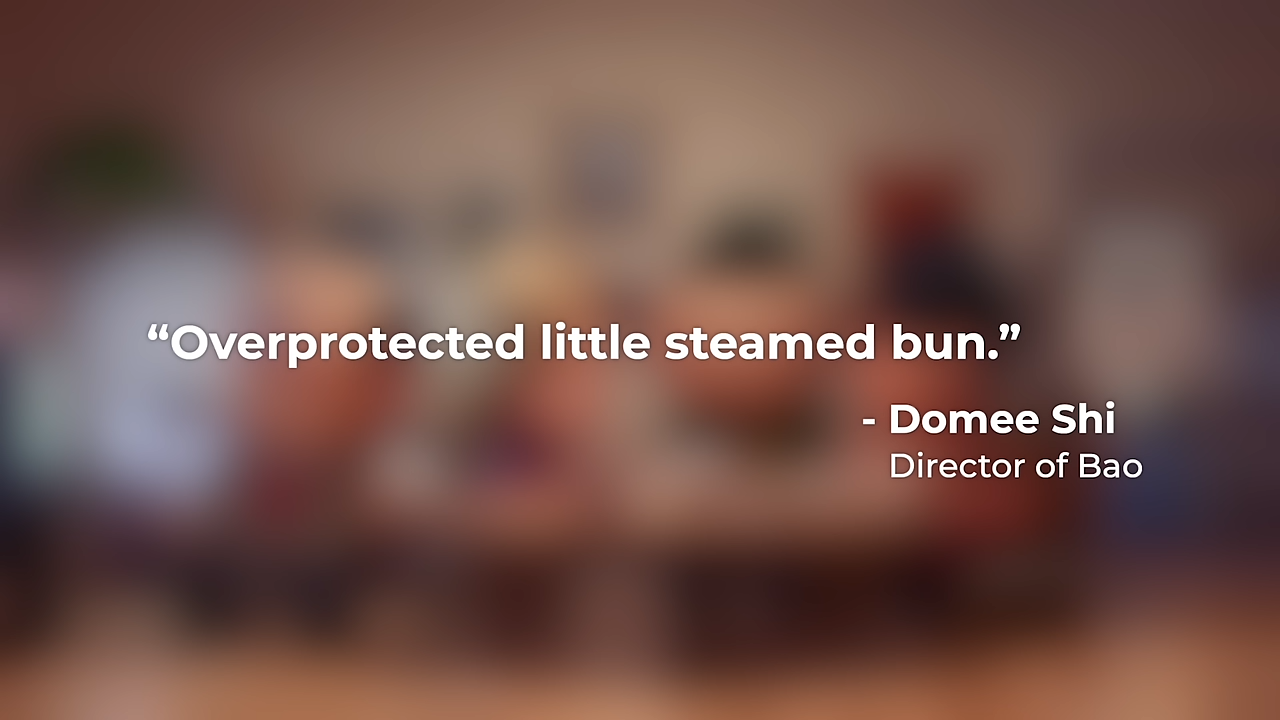 “Overprotected little steamed bun.”
- Domee Shi
Director of Bao